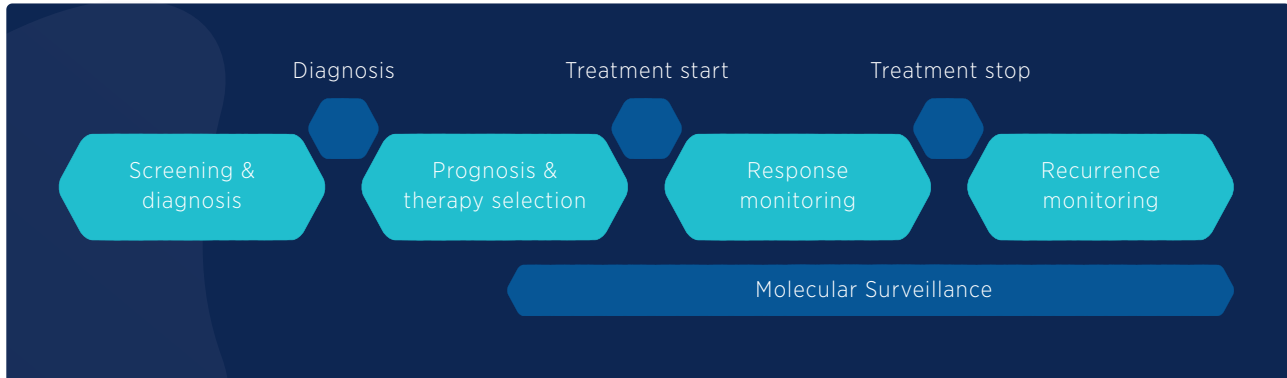 Diagnosis
Treatment start
Treatment stop
Screening &
diagnosis
Prognosis &
therapy selection
Response
monitoring
Recurrence
monitoring
Molecular Surveillance